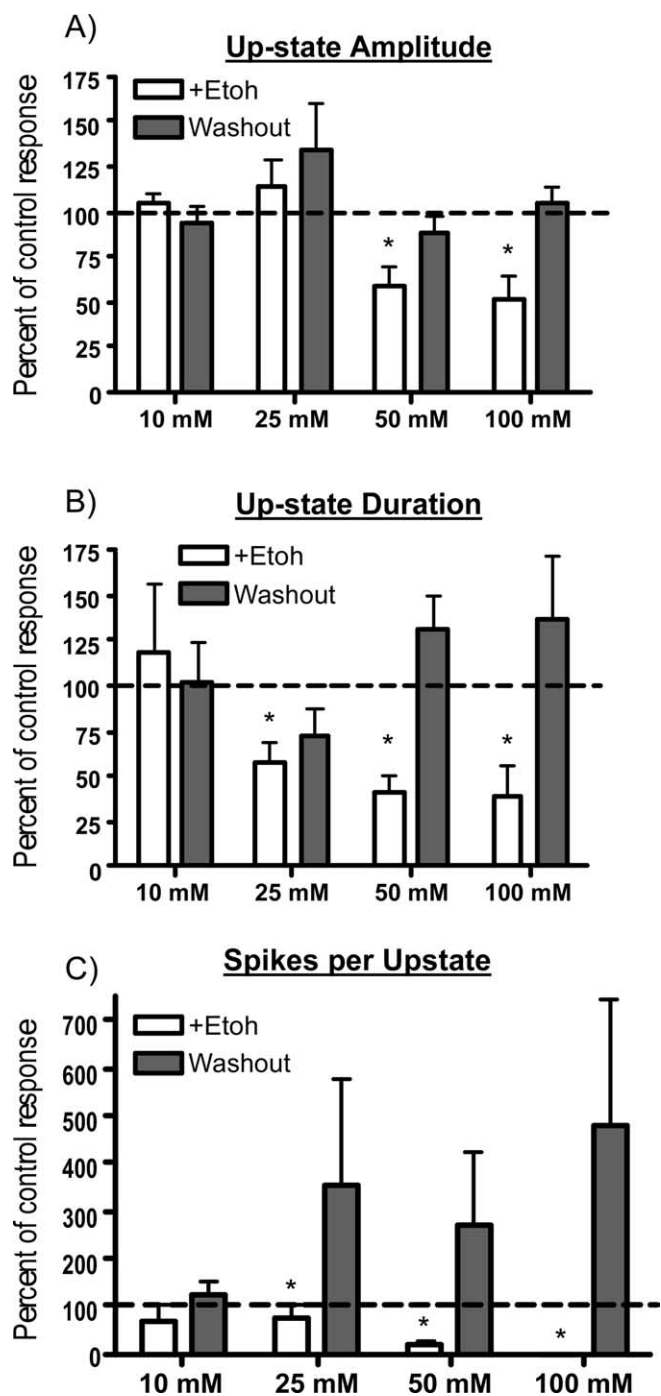 A)
Up-state Amplitude
Percent of control response
175
150
125
100
75
50
25
0
+Etoh
Washout
*
*
10 mM
25 mM
50 mM
100 mM
B)
Up-state Duration
Percent of control response
175
150
125
100
75
50
25
0
+Etoh
Washout
*
*
*
10 mM
25 mM
50 mM
100 mM
C)
Spikes per Upstate
Percent of control response
700
600
500
400
300
200
100
0
+Etoh
Washout
*
*
*
10 mM
25 mM
50 mM
100 mM